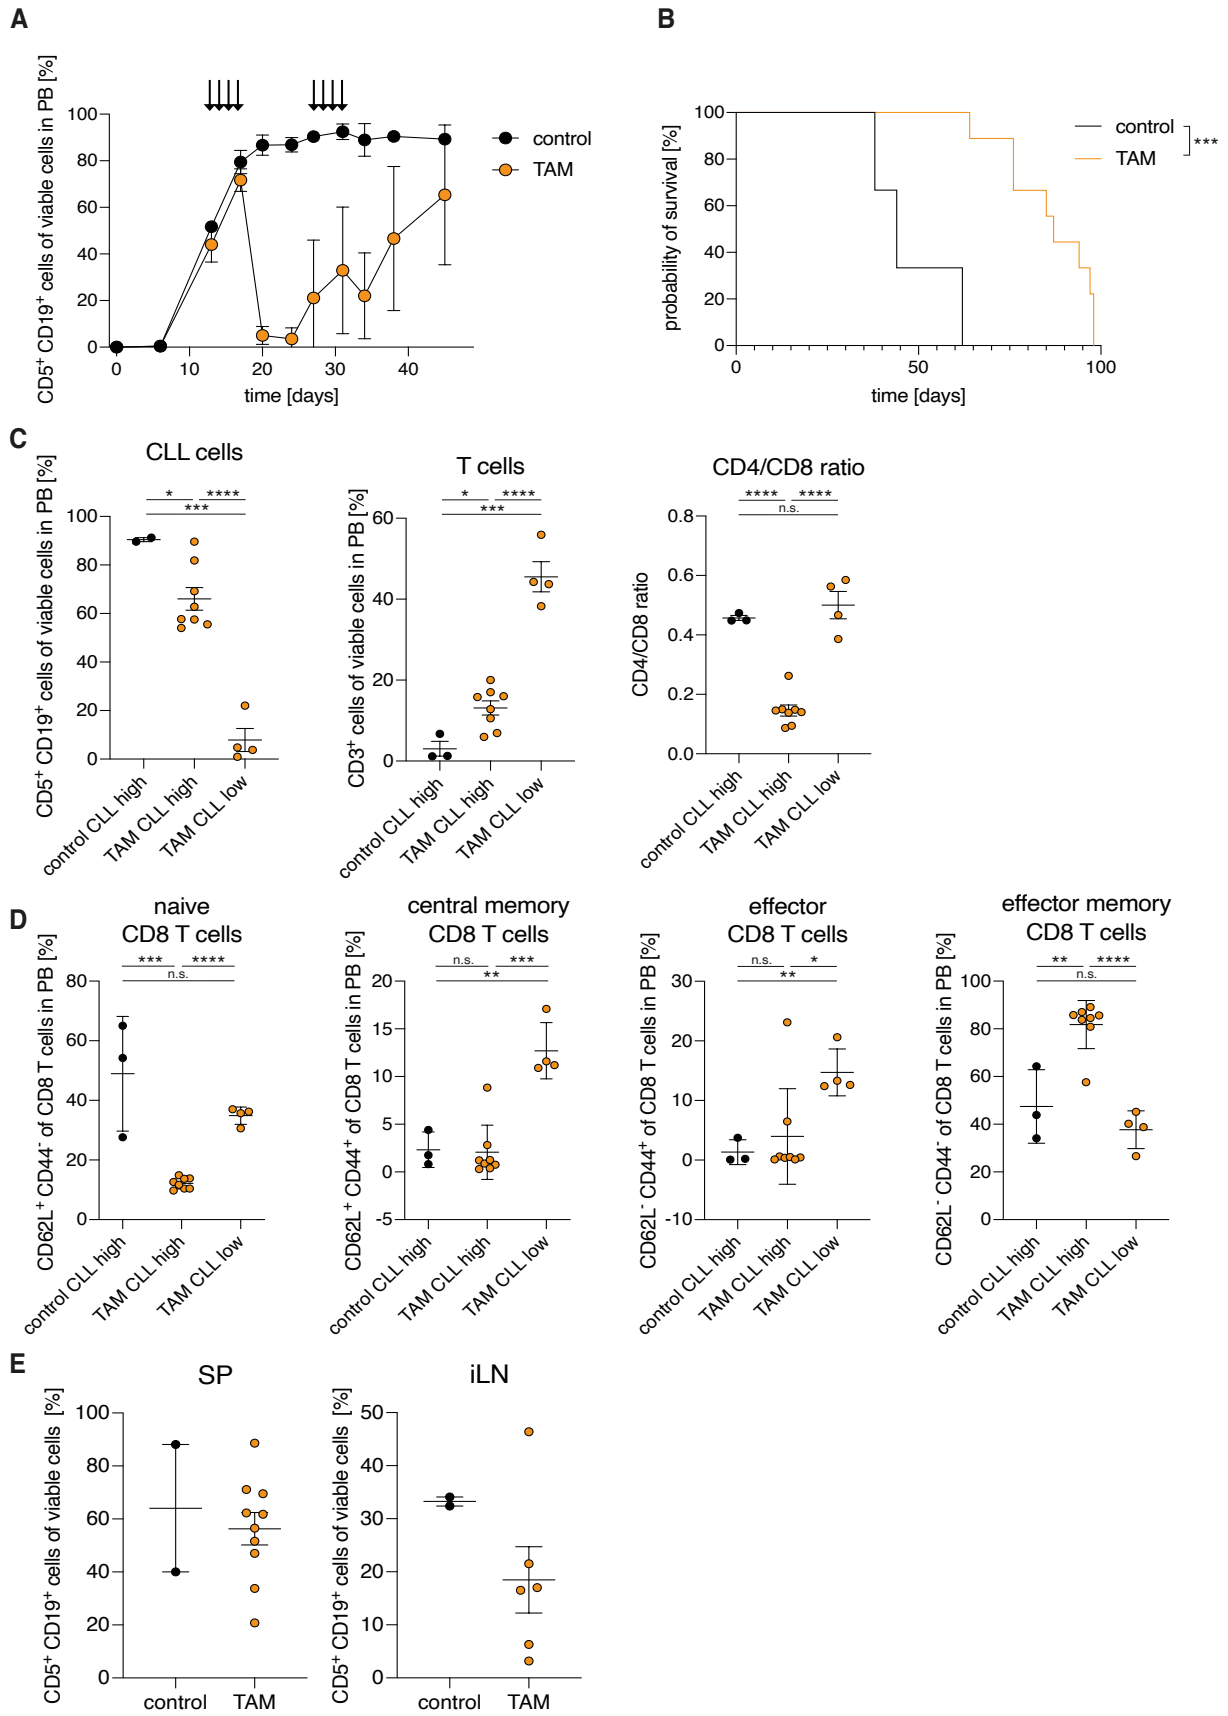 A
CD5+ CD19+ cells of viable cells in PB [%]
100
80
60
40
20
0
0
10
20
30
40
time [days]
control
TAM
B
probability of survival [%]
100
80
60
40
20
0
0
50
100
time [days]
control
TAM
***
C
CLL cells
* ****
***
CD5+ CD19+ cells of viable cells in PB [%]
100
80
60
40
20
0
control CLL high
TAM CLL high
TAM CLL low
T cells
* ****
***
CD3+ cells of viable cells in PB [%]
60
40
20
0
control CLL high
TAM CLL high
TAM CLL low
CD4/CD8 ratio
**** ****
n.s.
CD4/CD8 ratio
0.8
0.6
0.4
0.2
0.0
control CLL high
TAM CLL high
TAM CLL low
D
naive
CD8 T cells
*** ****
n.s.
CD62L+ CD44- of CD8 T cells in PB [%]
80
60
40
20
0
control CLL high
TAM CLL high
TAM CLL low
central memory
CD8 T cells
n.s. ***
**
CD62L+ CD44+ of CD8 T cells in PB [%]
20
15
10
5
0
-5
control CLL high
TAM CLL high
TAM CLL low
effector
CD8 T cells
n.s. *
**
CD62L- CD44+ of CD8 T cells in PB [%]
30
20
10
0
-10
control CLL high
TAM CLL high
TAM CLL low
effector memory
CD8 T cells
** ****
n.s.
CD62L- CD44- of CD8 T cells in PB [%]
100
80
60
40
20
0
control CLL high
TAM CLL high
TAM CLL low
E
SP
CD5+ CD19+ cells of viable cells [%]
100
80
60
40
20
0
control
TAM
iLN
CD5+ CD19+ cells of viable cells [%]
50
40
30
20
10
0
control
TAM